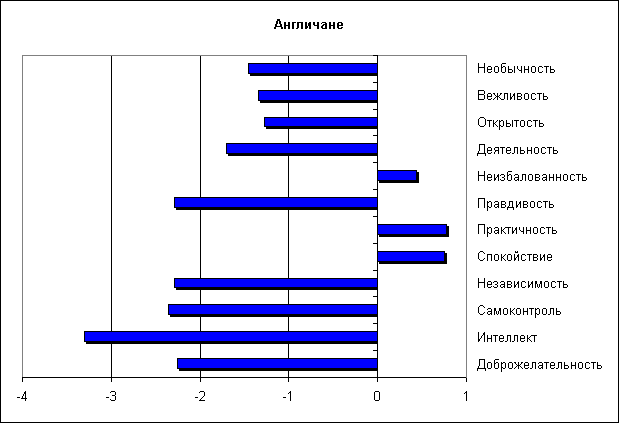 Англичане
Необычность
Вежливость
Открытость
Деятельность
Неизбалованность
Правдивость
Практичность
Спокойствие
Независимость
Самоконтроль
Интеллект
Доброжелательность
-4 -3 -2 -1 0 1